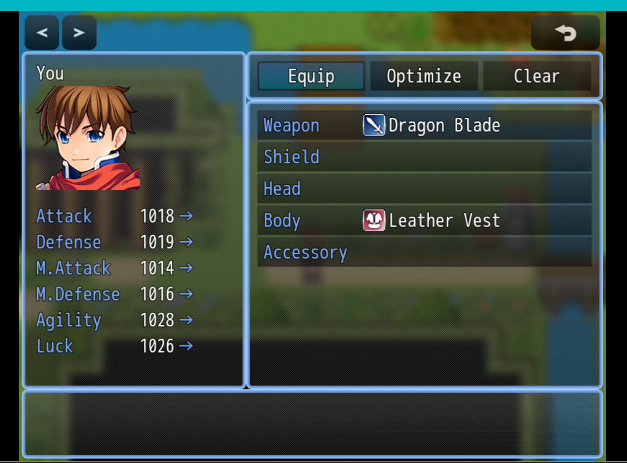 < >
You
Equip Optimize Clear
Weapon Dragon Blade
Shield
Head
Body Leather Vest
Accessory
Attack 1018 →
Defense 1019 →
M.Attack 1014 →
M.Defense 1016 →
Agility 1028 →
Luck 1026 →